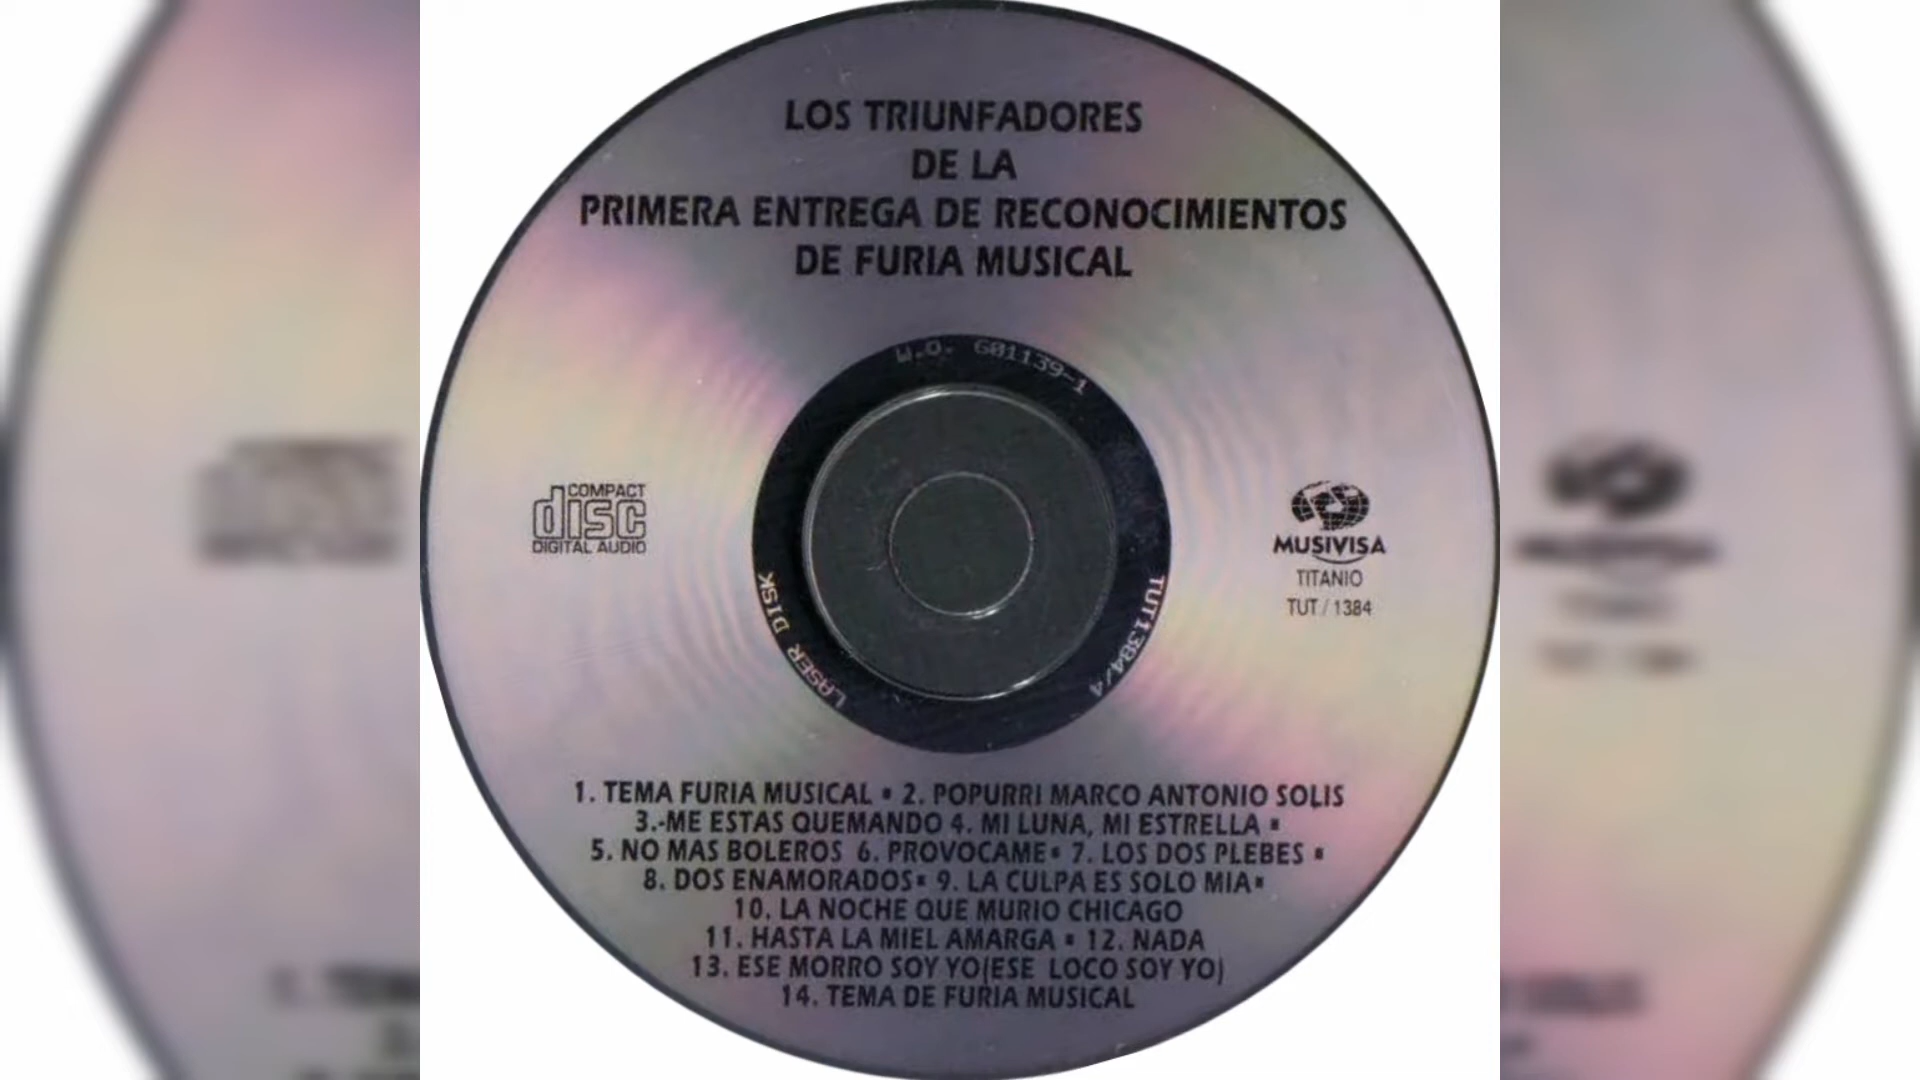 LOS TRIUNFADORES
DE LA
PRIMERA ENTREGA DE RECONOCIMIENTOS
DE FURIA MUSICAL
W.O. G01139-1
COMPACT
disc
DIGITAL AUDIO
MUSIVISA
TITANIO
TUT / 1384
LASER DISK
TUT1384/A
1. TEMA FURIA MUSICAL ▪ 2. POPURRI MARCO ANTONIO SOLIS
3.-ME ESTAS QUEMANDO 4. MI LUNA, MI ESTRELLA ▪
5. NO MAS BOLEROS 6. PROVOCAME▪ 7. LOS DOS PLEBES ▪
8. DOS ENAMORADOS▪ 9. LA CULPA ES SOLO MIA▪
10. LA NOCHE QUE MURIO CHICAGO
11. HASTA LA MIEL AMARGA ▪ 12. NADA
13. ESE MORRO SOY YO(ESE LOCO SOY YO)
14. TEMA DE FURIA MUSICAL